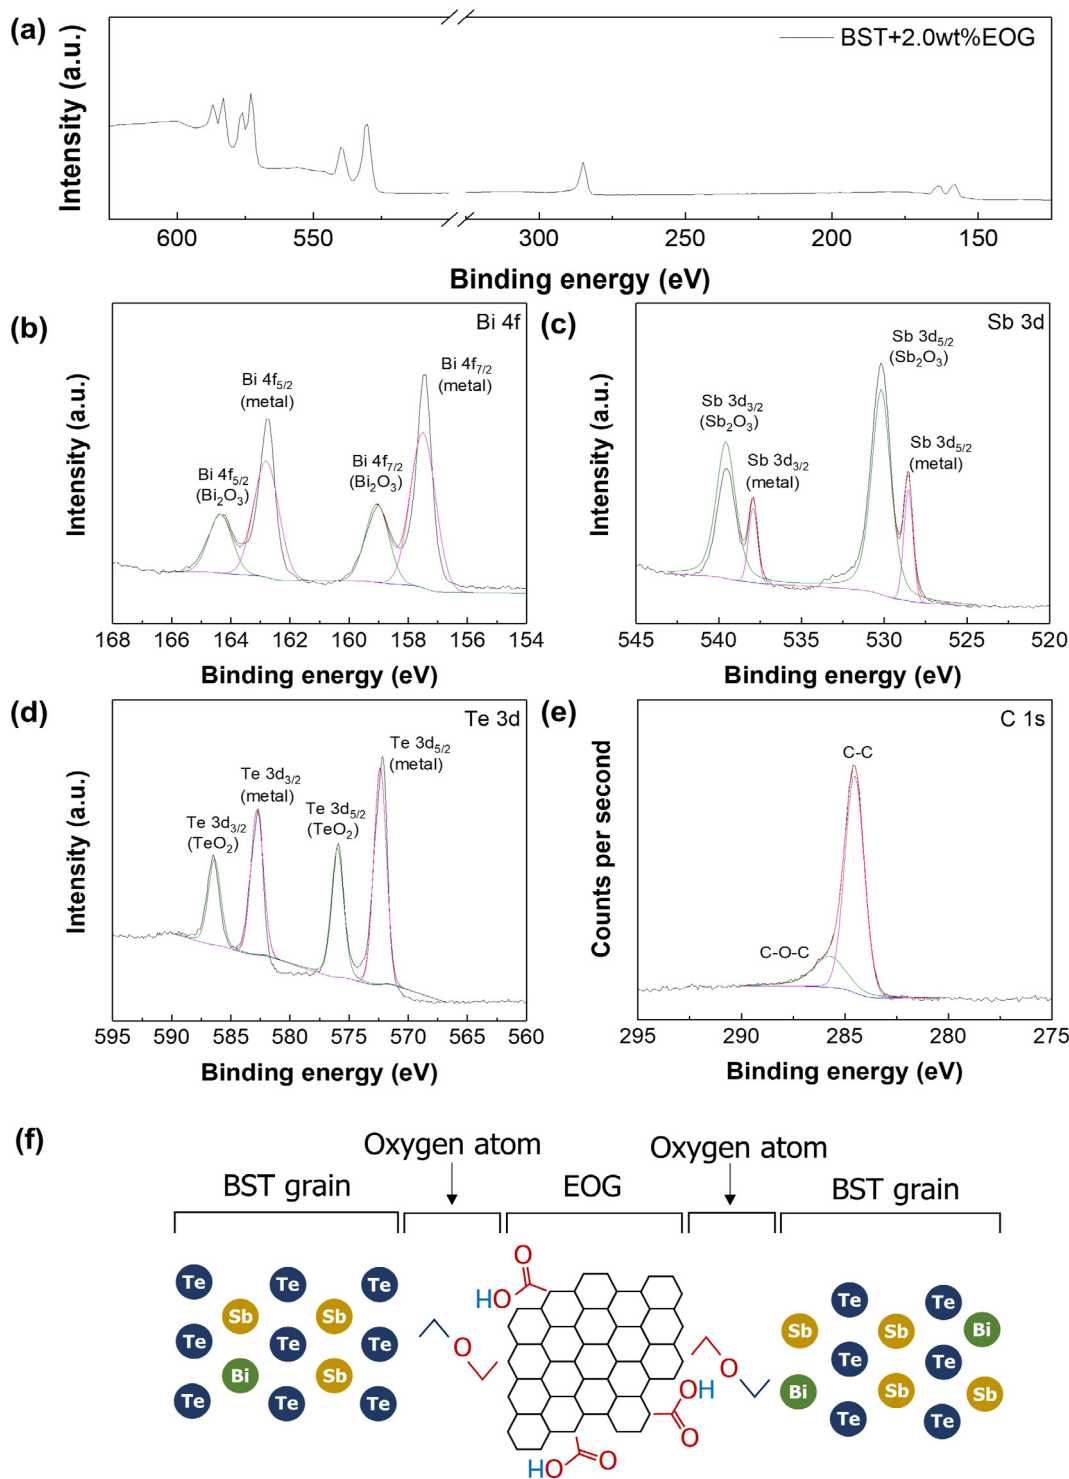 (a)
BST+2.0wt%EOG
Intensity (a.u.)
600 550 300 250 200 150
Binding energy (eV)
(b)
Bi 4f
Bi 4f7/2
(metal)
Bi 4f5/2
(metal)
Bi 4f7/2
(Bi2O3)
Bi 4f5/2
(Bi2O3)
Intensity (a.u.)
168 166 164 162 160 158 156 154
Binding energy (eV)
(c)
Sb 3d
Sb 3d5/2
(Sb2O3)
Sb 3d3/2
(Sb2O3)
Sb 3d5/2
(metal)
Sb 3d3/2
(metal)
Intensity (a.u.)
545 540 535 530 525 520
Binding energy (eV)
(d)
Te 3d
Te 3d5/2
(metal)
Te 3d3/2
(metal)
Te 3d5/2
(TeO2)
Te 3d3/2
(TeO2)
Intensity (a.u.)
595 590 585 580 575 570 565 560
Binding energy (eV)
(e)
C 1s
C-C
C-O-C
Counts per second
295 290 285 280 275
Binding energy (eV)
(f)
Oxygen atom Oxygen atom
BST grain EOG BST grain
Te Te Te
Sb Sb
Te Te Te
Bi Sb
Te Te Te
O
HO
O
O
OH
O
HO
O
Te Te
Sb Sb Bi
Te Te
Bi Sb Sb
Te Te